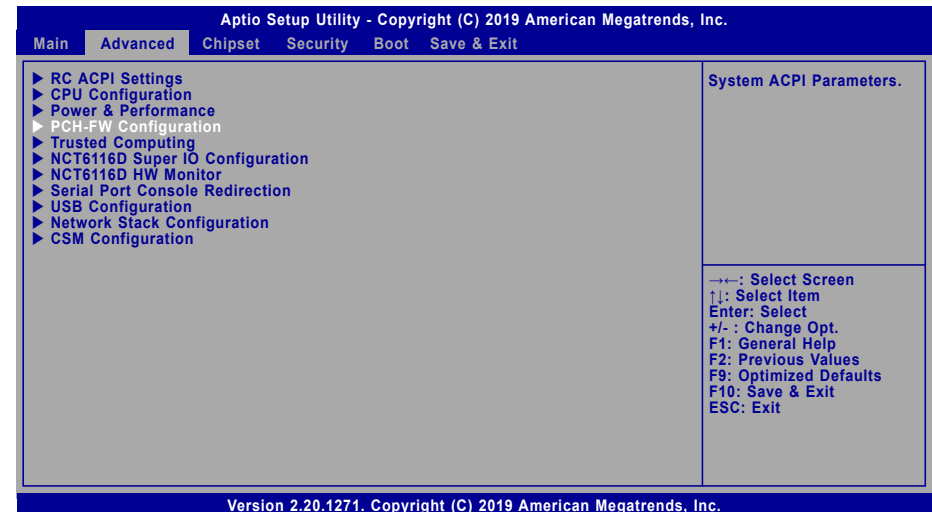 Aptio Setup Utility - Copyright (C) 2019 American Megatrends, Inc.
Main Advanced Chipset Security Boot Save & Exit
▶ RC ACPI Settings
▶ CPU Configuration
▶ Power & Performance
▶ PCH-FW Configuration
▶ Trusted Computing
▶ NCT6116D Super IO Configuration
▶ NCT6116D HW Monitor
▶ Serial Port Console Redirection
▶ USB Configuration
▶ Network Stack Configuration
▶ CSM Configuration
System ACPI Parameters.
→←: Select Screen
↑↓: Select Item
Enter: Select
+/- : Change Opt.
F1: General Help
F2: Previous Values
F9: Optimized Defaults
F10: Save & Exit
ESC: Exit
Version 2.20.1271. Copyright (C) 2019 American Megatrends, Inc.